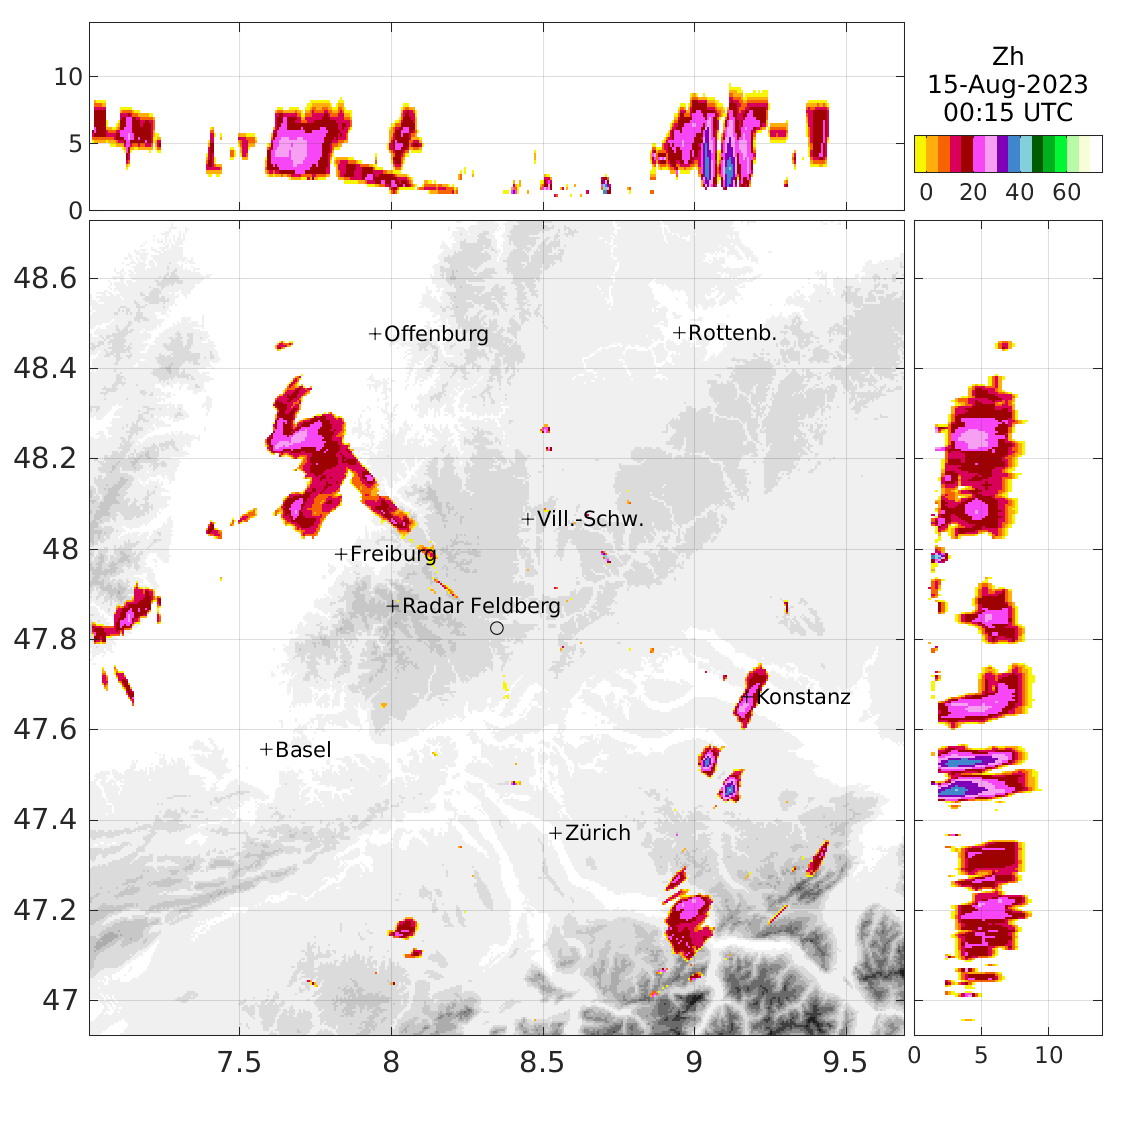 10
5
0
Zh
15-Aug-2023
00:15 UTC
0 20 40 60
48.6
48.4
48.2
48
47.8
47.6
47.4
47.2
47
Offenburg
Rottenb.
Vill.-Schw.
Freiburg
Radar Feldberg
Konstanz
Basel
Zürich
7.5 8 8.5 9 9.5
0 5 10